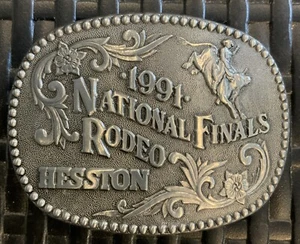 ·1991·
NATIONAL FINALS
RODEO
HESSTON